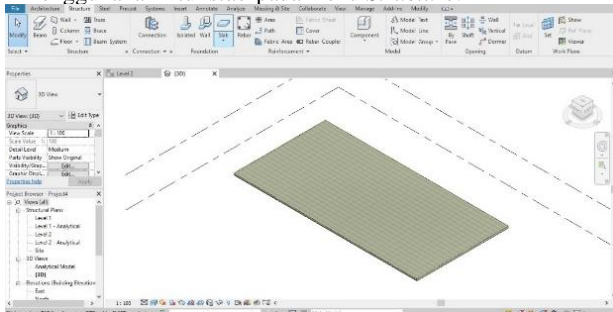 File Architecture Structure Steel Precast Systems Insert Annotate Analyze Massing & Site Collaborate View Manage Add-Ins Modify
Modify Beam Wall Column Floor Truss Brace Beam System Connection Isolated Wall Slab Rebar Area Path Fabric Area Fabric Sheet Cover Rebar Coupler Component Model Text Model Line Model Group By Face Shaft Wall Vertical Dormer Level Grid Set Show Ref Plane Viewer
Select Structure Connection Foundation Reinforcement Model Opening Datum Work Plane
Properties
Level 2 {3D}
3D View
3D View: {3D} Edit Type
Graphics
View Scale 1 : 100
Scale Value 1: 100
Detail Level Medium
Parts Visibility Show Original
Visibility/Grap... Edit...
Graphic Displ... Edit...
Properties help Apply
Project Browser - Project4
Views (all)
Structural Plans
Level 1
Level 1 - Analytical
Level 2
Level 2 - Analytical
Site
3D Views
Analytical Model
{3D}
Elevations (Building Elevation
East
North
1 : 100